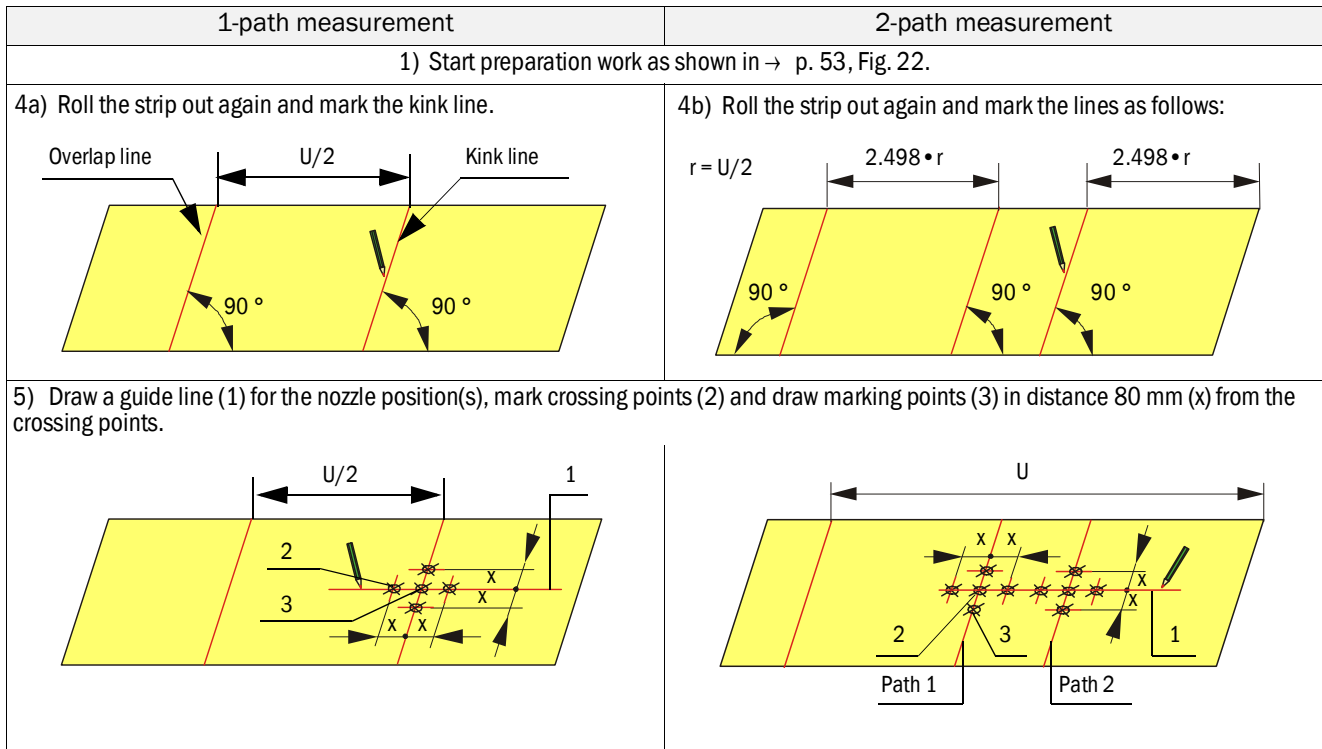 1-path measurement
2-path measurement
1) Start preparation work as shown in → p. 53, Fig. 22.
4a) Roll the strip out again and mark the kink line.
Overlap line
U/2
Kink line
90 °
90 °
4b) Roll the strip out again and mark the lines as follows:
r = U/2
2.498 • r
2.498 • r
90 °
90 °
90 °
5) Draw a guide line (1) for the nozzle position(s), mark crossing points (2) and draw marking points (3) in distance 80 mm (x) from the
crossing points.
U/2
1
2
3
x
x
x
x
U
x
x
x
x
2
3
1
Path 1
Path 2